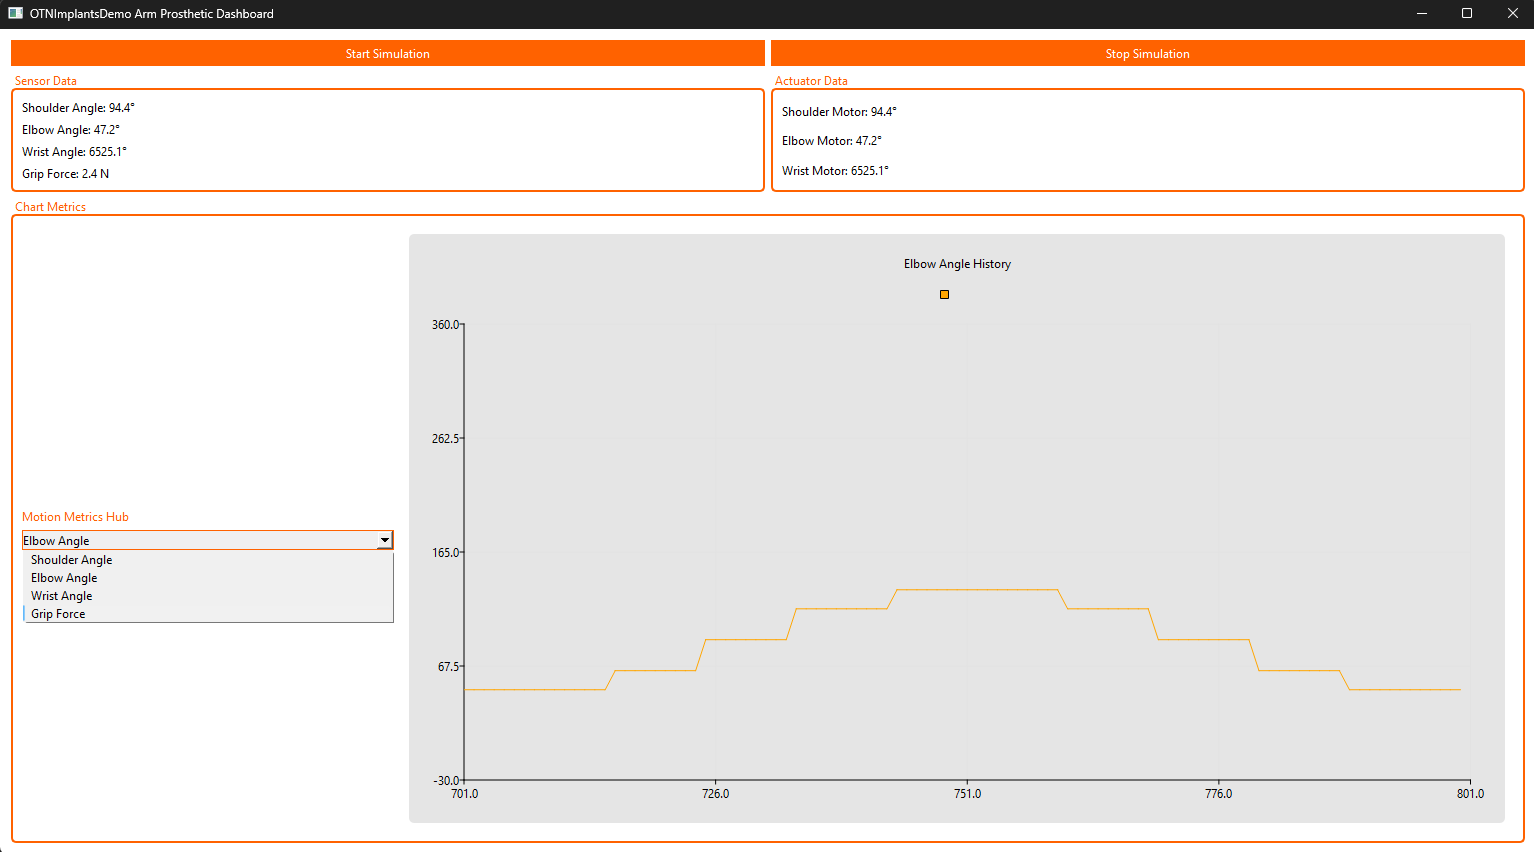 OTNImplantsDemo Arm Prosthetic Dashboard
Start Simulation
Stop Simulation
Sensor Data
Shoulder Angle: 94.4°
Elbow Angle: 47.2°
Wrist Angle: 6525.1°
Grip Force: 2.4 N
Actuator Data
Shoulder Motor: 94.4°
Elbow Motor: 47.2°
Wrist Motor: 6525.1°
Chart Metrics
Motion Metrics Hub
Elbow Angle
Shoulder Angle
Elbow Angle
Wrist Angle
Grip Force
Elbow Angle History
360.0
262.5
165.0
67.5
-30.0
701.0 726.0 751.0 776.0 801.0